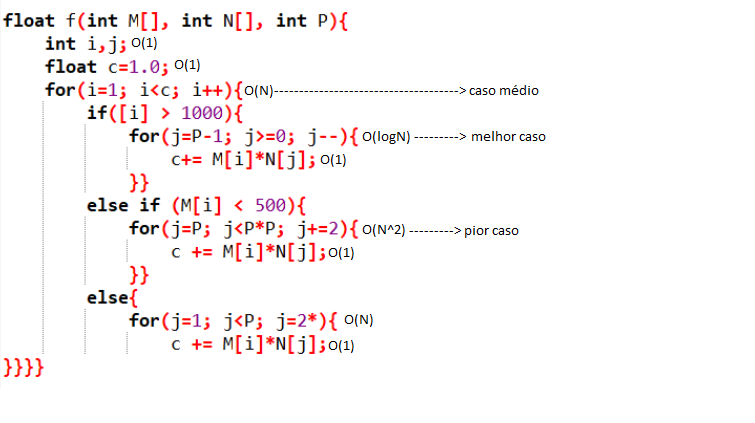 float f(int M[], int N[], int P){
int i,j; O(1)
float c=1.0; O(1)
for(i=1; i<c; i++){O(N)--------------------------------------> caso médio
if([i] > 1000){
for(j=P-1; j>=0; j--){ O(logN) ---------> melhor caso
c+= M[i]*N[j]; O(1)
}}
else if (M[i] < 500){
for(j=P; j<P*P; j+=2){ O(N^2) ---------> pior caso
c += M[i]*N[j];O(1)
}}
else{
for(j=1; j<P; j=2*){ O(N)
c += M[i]*N[j];O(1)
}}}}